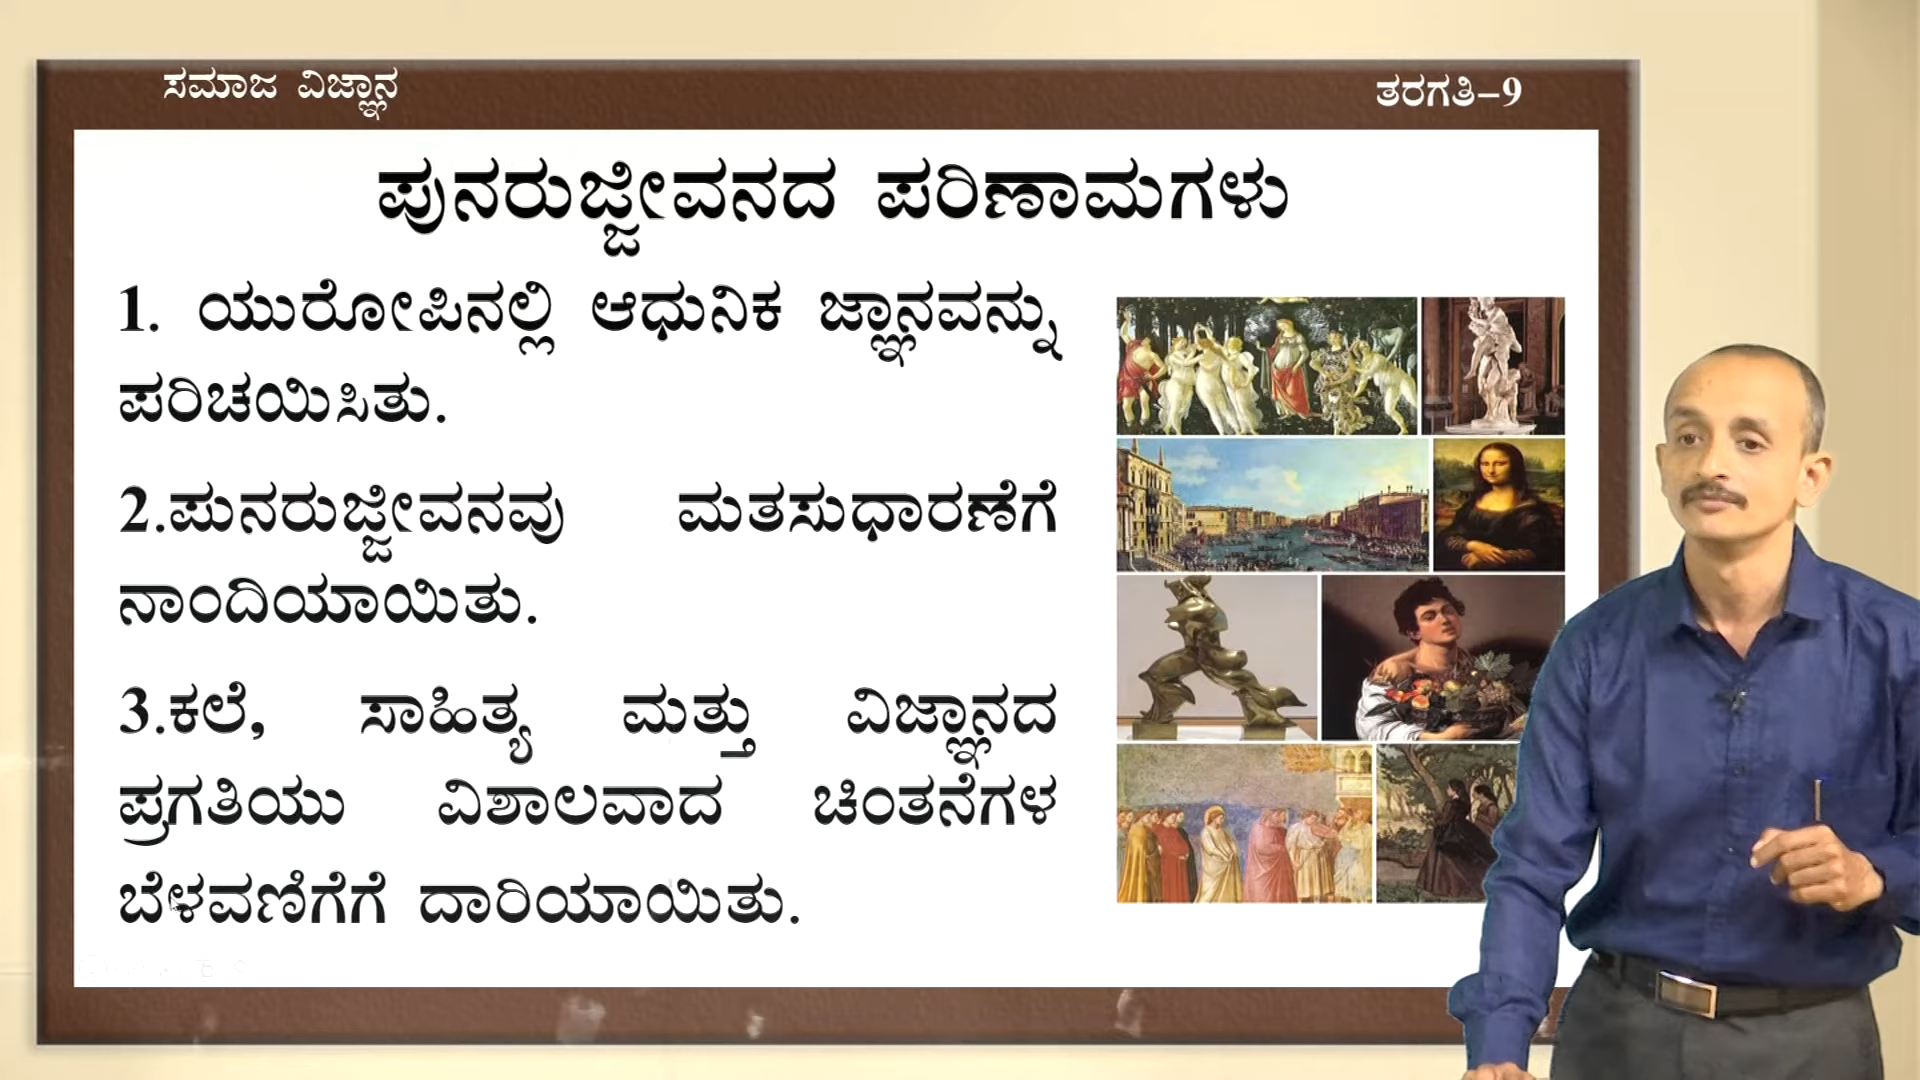 ಸಮಾಜ ವಿಜ್ಞಾನ
ತರಗತಿ–9
ಪುನರುಜ್ಜೀವನದ ಪರಿಣಾಮಗಳು
1. ಯುರೋಪಿನಲ್ಲಿ ಆಧುನಿಕ ಜ್ಞಾನವನ್ನು
ಪರಿಚಯಿಸಿತು.
2.ಪುನರುಜ್ಜೀವನವು ಮತಸುಧಾರಣೆಗೆ
ನಾಂದಿಯಾಯಿತು.
3.ಕಲೆ, ಸಾಹಿತ್ಯ ಮತ್ತು ವಿಜ್ಞಾನದ
ಪ್ರಗತಿಯು ವಿಶಾಲವಾದ ಚಿಂತನೆಗಳ
ಬೆಳವಣಿಗೆಗೆ ದಾರಿಯಾಯಿತು.